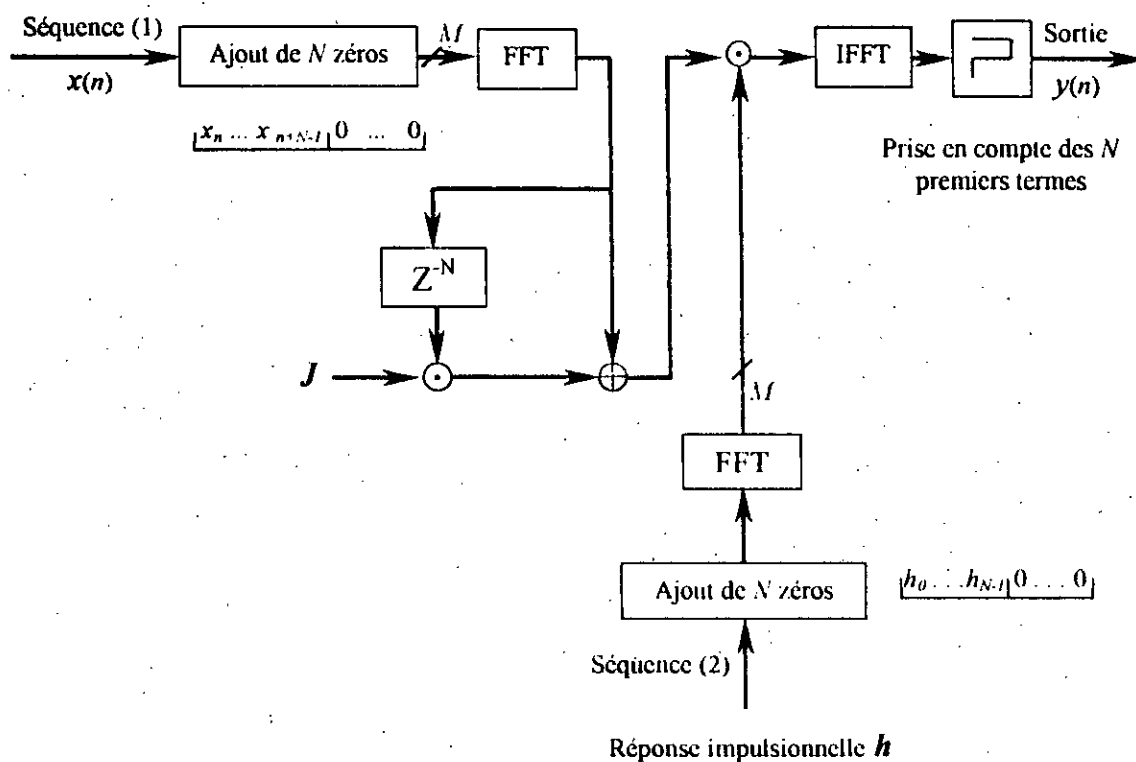 Séquence (1)
x(n)
Ajout de N zéros
M
FFT
IFFT
Sortie
y(n)
x_n ... x_{n+N-1} 0 ... 0
Prise en compte des N
premiers termes
Z^{-N}
J
M
FFT
Ajout de N zéros
h_0 . . . h_{N-1} 0 . . . 0
Séquence (2)
Réponse impulsionnelle h